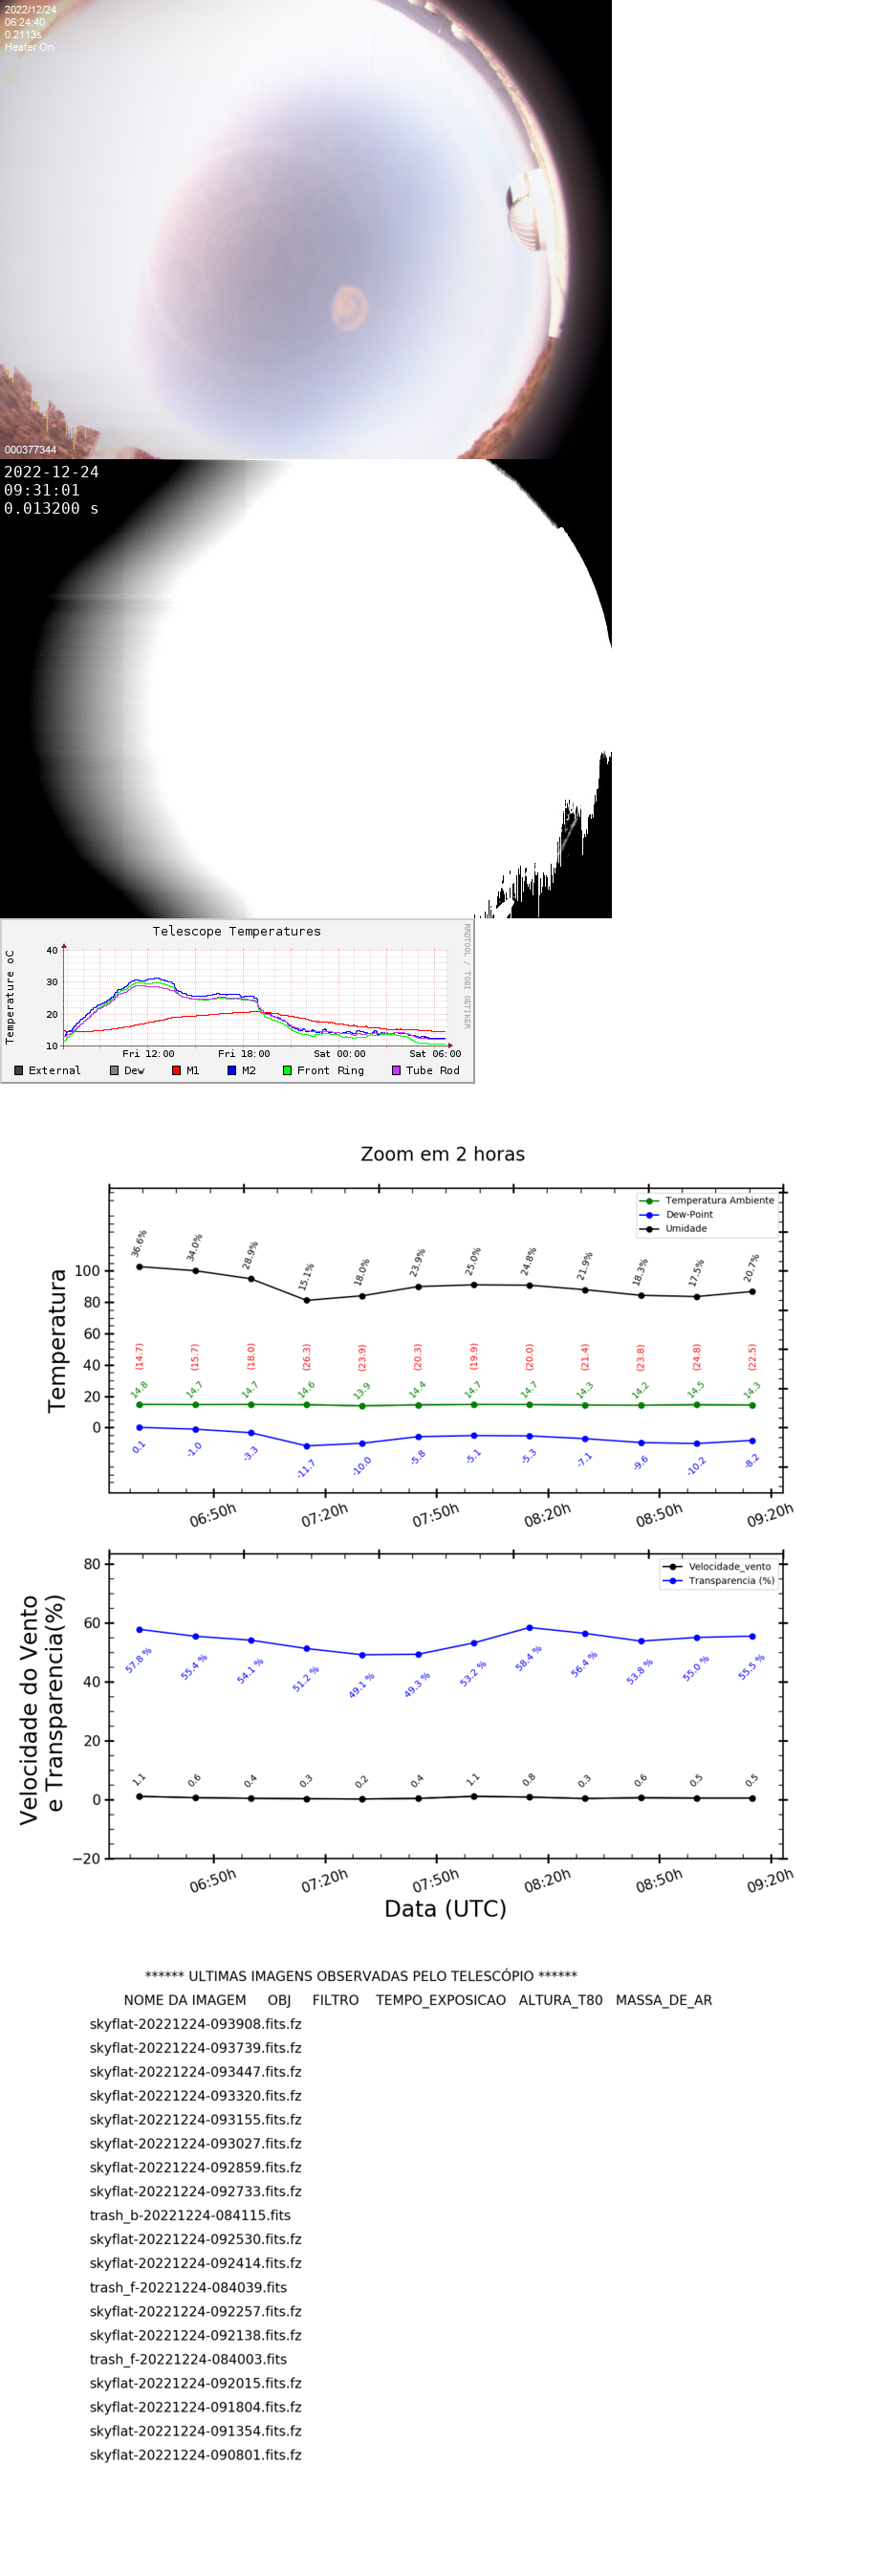 2022/12/24
06:24:40
0.2113s
Heater On
000377344
2022-12-24
09:31:01
0.013200 s
Telescope Temperatures
RRDTOOL / TOBI OETIKER
Temperature oC
40
30
20
10
Fri 12:00 Fri 18:00 Sat 00:00 Sat 06:00
External Dew M1 M2 Front Ring Tube Rod
Zoom em 2 horas
Temperatura Ambiente
Dew-Point
Umidade
Temperatura
100
80
60
40
20
0
36.6% 34.0% 28.9% 15.1% 18.0% 23.9% 25.0% 24.8% 21.9% 18.3% 17.5% 20.7%
(14.7) (15.7) (18.0) (26.3) (23.9) (20.3) (19.9) (20.0) (21.4) (23.8) (24.8) (22.5)
14.8 14.7 14.7 14.6 13.9 14.4 14.7 14.7 14.3 14.2 14.5 14.3
0.1 -1.0 -3.3 -11.7 -10.0 -5.8 -5.1 -5.3 -7.1 -9.6 -10.2 -8.2
06:50h 07:20h 07:50h 08:20h 08:50h 09:20h
Velocidade_vento
Transparencia (%)
Velocidade do Vento
e Transparencia(%)
80
60
40
20
0
−20
57.8 % 55.4 % 54.1 % 51.2 % 49.1 % 49.3 % 53.2 % 58.4 % 56.4 % 53.8 % 55.0 % 55.5 %
1.1 0.6 0.4 0.3 0.2 0.4 1.1 0.8 0.3 0.6 0.5 0.5
06:50h 07:20h 07:50h 08:20h 08:50h 09:20h
Data (UTC)
****** ULTIMAS IMAGENS OBSERVADAS PELO TELESCÓPIO ******
NOME DA IMAGEM OBJ FILTRO TEMPO_EXPOSICAO ALTURA_T80 MASSA_DE_AR
skyflat-20221224-093908.fits.fz
skyflat-20221224-093739.fits.fz
skyflat-20221224-093447.fits.fz
skyflat-20221224-093320.fits.fz
skyflat-20221224-093155.fits.fz
skyflat-20221224-093027.fits.fz
skyflat-20221224-092859.fits.fz
skyflat-20221224-092733.fits.fz
trash_b-20221224-084115.fits
skyflat-20221224-092530.fits.fz
skyflat-20221224-092414.fits.fz
trash_f-20221224-084039.fits
skyflat-20221224-092257.fits.fz
skyflat-20221224-092138.fits.fz
trash_f-20221224-084003.fits
skyflat-20221224-092015.fits.fz
skyflat-20221224-091804.fits.fz
skyflat-20221224-091354.fits.fz
skyflat-20221224-090801.fits.fz